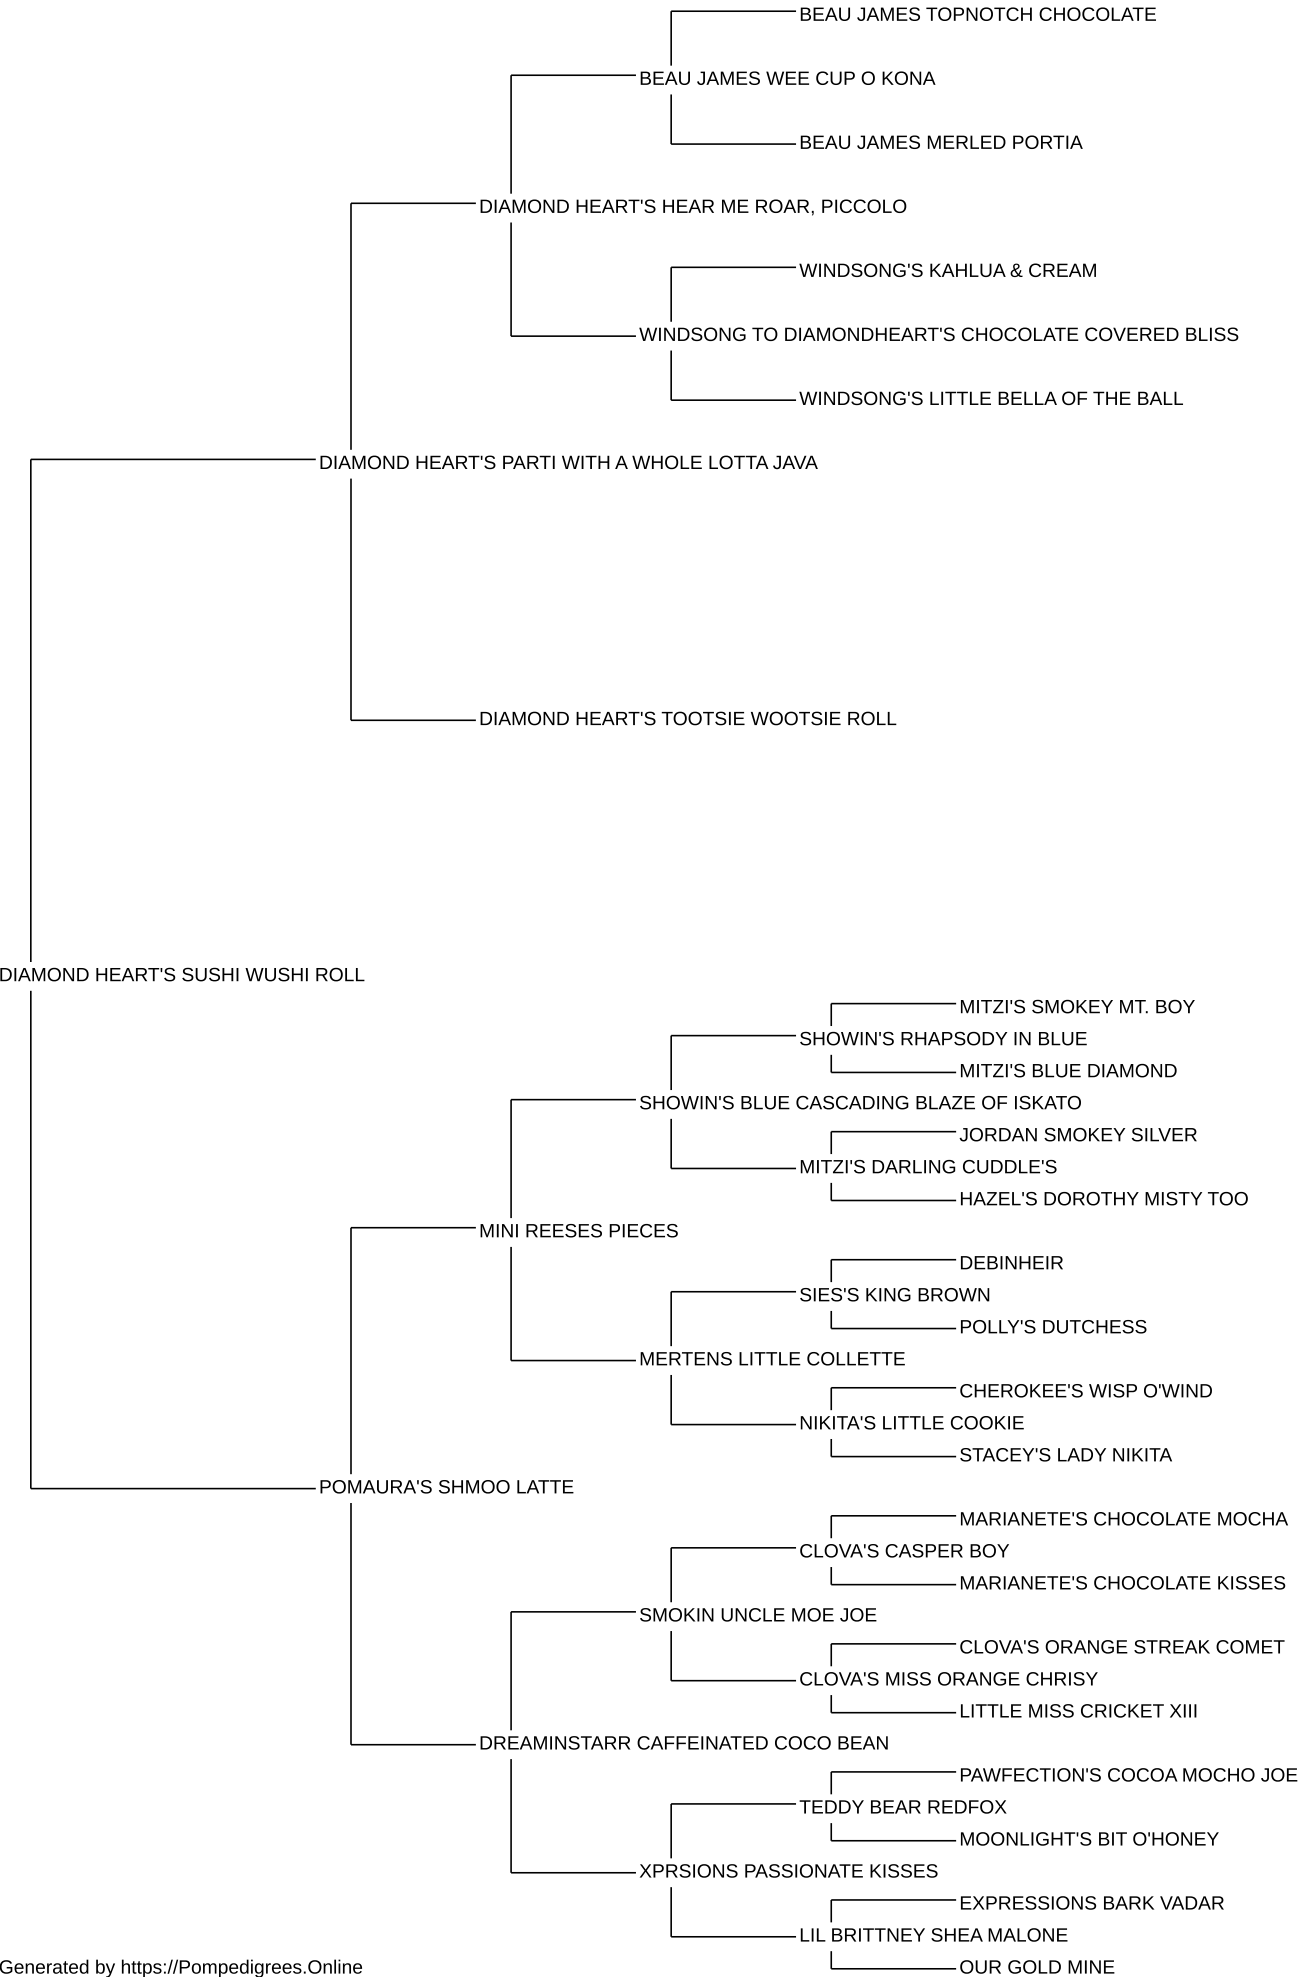 BEAU JAMES TOPNOTCH CHOCOLATE
BEAU JAMES WEE CUP O KONA
BEAU JAMES MERLED PORTIA
DIAMOND HEART'S HEAR ME ROAR, PICCOLO
WINDSONG'S KAHLUA & CREAM
WINDSONG TO DIAMONDHEART'S CHOCOLATE COVERED BLISS
WINDSONG'S LITTLE BELLA OF THE BALL
DIAMOND HEART'S PARTI WITH A WHOLE LOTTA JAVA
DIAMOND HEART'S TOOTSIE WOOTSIE ROLL
DIAMOND HEART'S SUSHI WUSHI ROLL
MITZI'S SMOKEY MT. BOY
SHOWIN'S RHAPSODY IN BLUE
MITZI'S BLUE DIAMOND
SHOWIN'S BLUE CASCADING BLAZE OF ISKATO
JORDAN SMOKEY SILVER
MITZI'S DARLING CUDDLE'S
HAZEL'S DOROTHY MISTY TOO
MINI REESES PIECES
DEBINHEIR
SIES'S KING BROWN
POLLY'S DUTCHESS
MERTENS LITTLE COLLETTE
CHEROKEE'S WISP O'WIND
NIKITA'S LITTLE COOKIE
STACEY'S LADY NIKITA
POMAURA'S SHMOO LATTE
MARIANETE'S CHOCOLATE MOCHA
CLOVA'S CASPER BOY
MARIANETE'S CHOCOLATE KISSES
SMOKIN UNCLE MOE JOE
CLOVA'S ORANGE STREAK COMET
CLOVA'S MISS ORANGE CHRISY
LITTLE MISS CRICKET XIII
DREAMINSTARR CAFFEINATED COCO BEAN
PAWFECTION'S COCOA MOCHO JOE
TEDDY BEAR REDFOX
MOONLIGHT'S BIT O'HONEY
XPRSIONS PASSIONATE KISSES
EXPRESSIONS BARK VADAR
LIL BRITTNEY SHEA MALONE
OUR GOLD MINE
Generated by https://Pompedigrees.Online